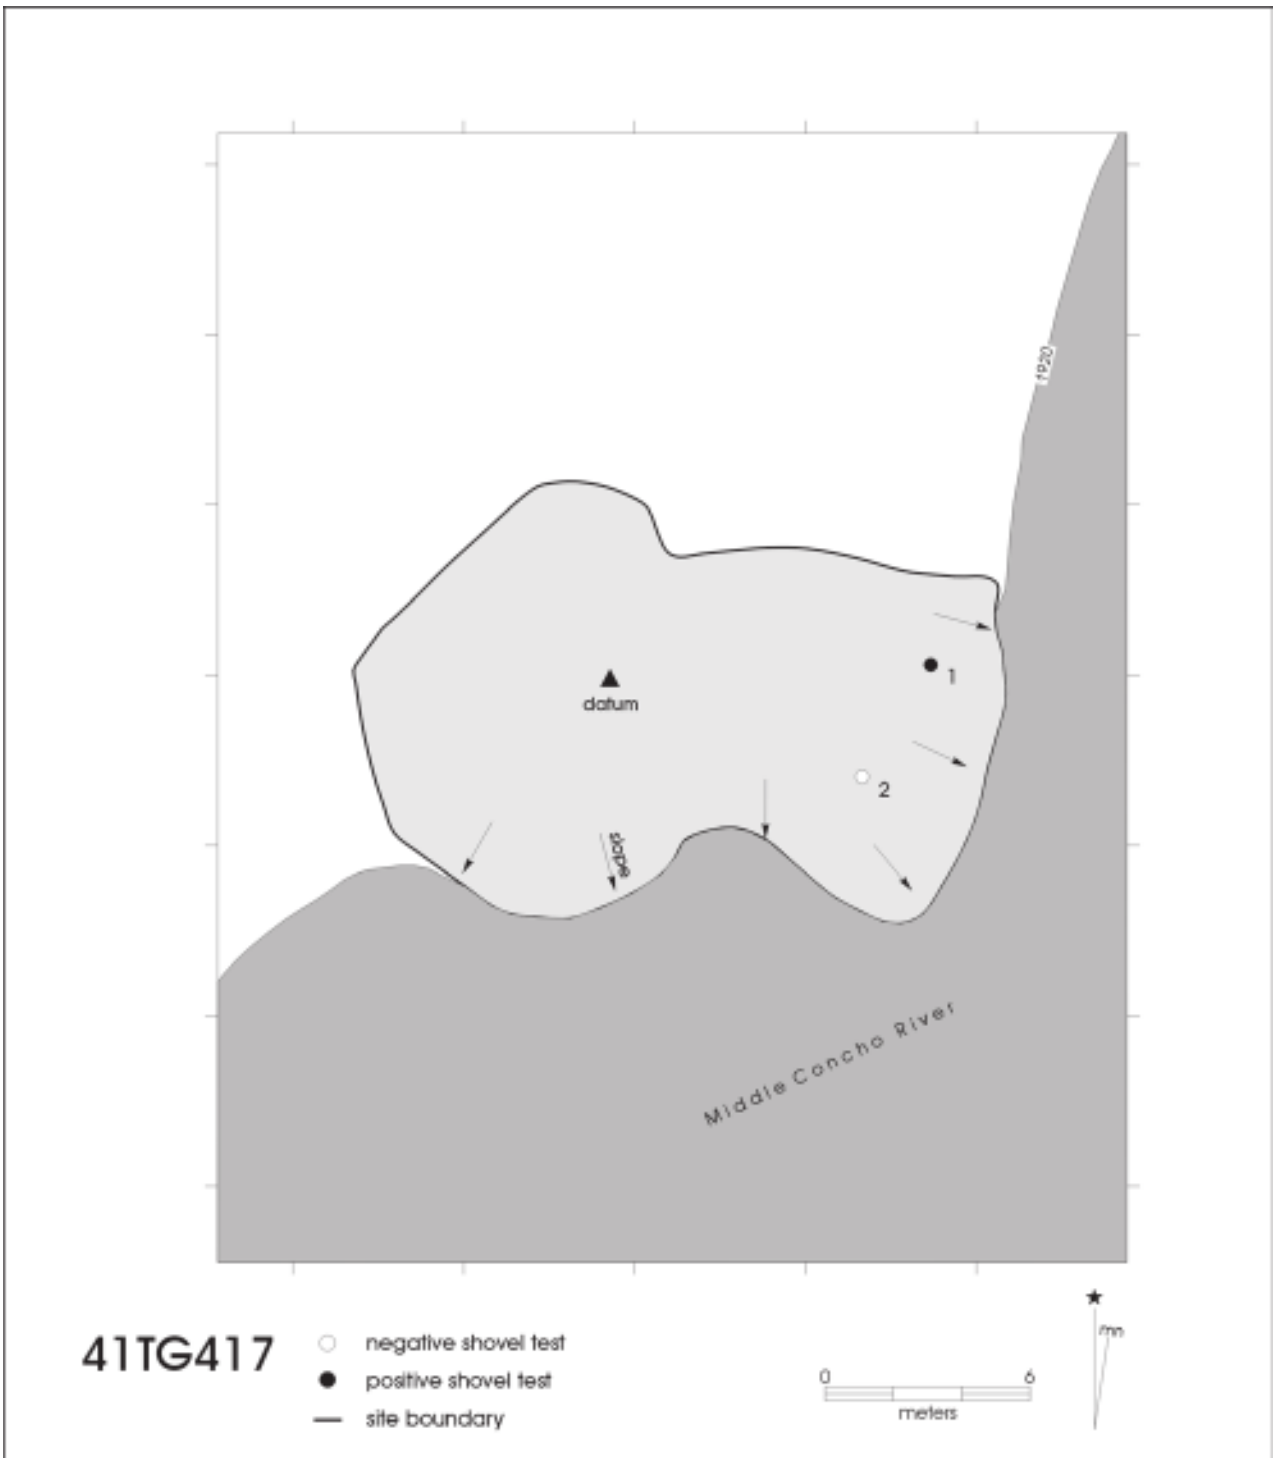 1920
1
datum
2
slope
Middle Concho River
41TG417
negative shovel test
positive shovel test
site boundary
0 6
meters
mn